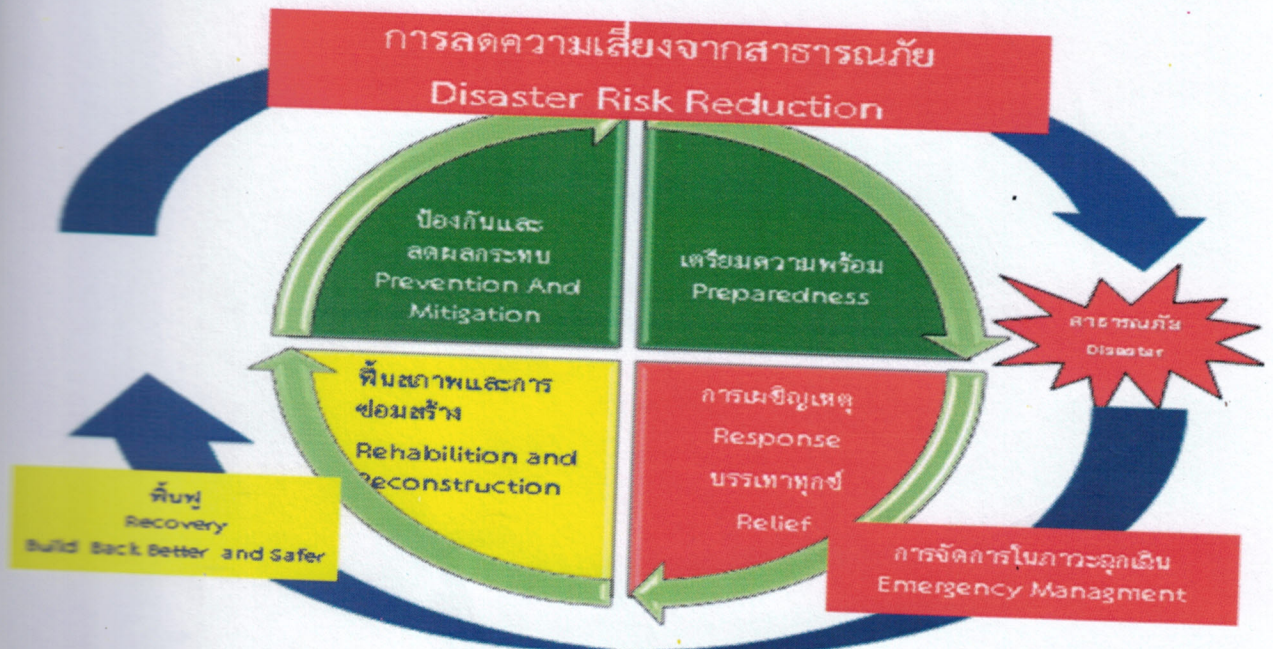 การลดความเสี่ยงจากสาธารณภัย
Disaster Risk Reduction
ป้องกันและ
ลดผลกระทบ
Prevention And
Mitigation
เตรียมความพร้อม
Preparedness
สาธารณภัย
Disaster
ฟื้นสภาพและการ
ซ่อมสร้าง
Rehabilition and
Reconstruction
การเผชิญเหตุ
Response
บรรเทาทุกข์
Relief
ฟื้นฟู
Recovery
Build Back Better and Safer
การจัดการในภาวะฉุกเฉิน
Emergency Managment